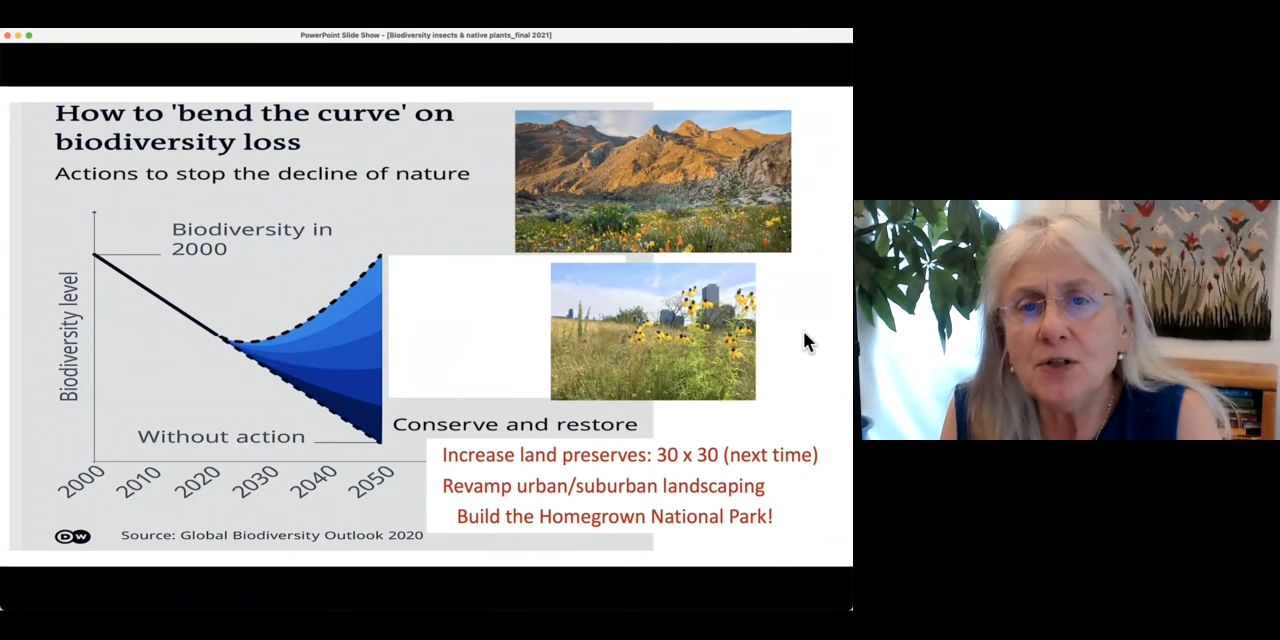 PowerPoint Slide Show - [Biodiversity insects & native plants_final 2021]
How to 'bend the curve' on
biodiversity loss
Actions to stop the decline of nature
Biodiversity in
2000
Biodiversity level
Without action
2000
2010
2020
2030
2040
2050
Conserve and restore
Increase land preserves: 30 x 30 (next time)
Revamp urban/suburban landscaping
Build the Homegrown National Park!
DW
Source: Global Biodiversity Outlook 2020